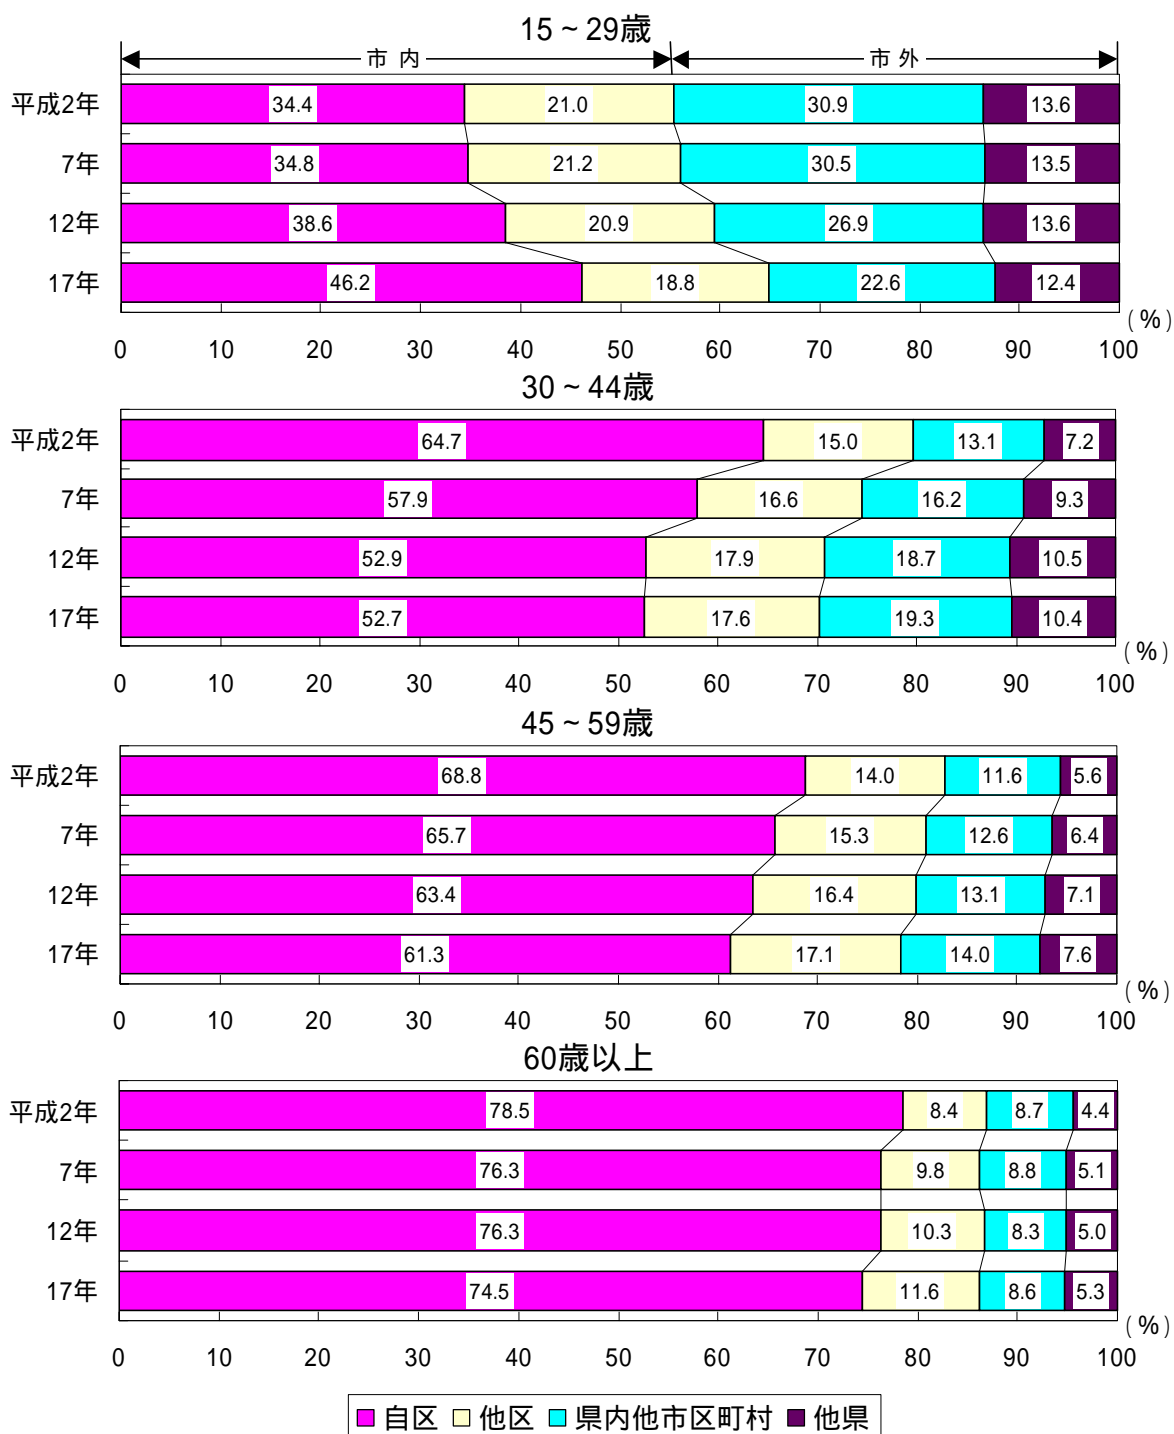 15~29歳
市内 市外
平成2年 34.4 21.0 30.9 13.6
7年 34.8 21.2 30.5 13.5
12年 38.6 20.9 26.9 13.6
17年 46.2 18.8 22.6 12.4
(%)
0 10 20 30 40 50 60 70 80 90 100
30~44歳
平成2年 64.7 15.0 13.1 7.2
7年 57.9 16.6 16.2 9.3
12年 52.9 17.9 18.7 10.5
17年 52.7 17.6 19.3 10.4
(%)
0 10 20 30 40 50 60 70 80 90 100
45~59歳
平成2年 68.8 14.0 11.6 5.6
7年 65.7 15.3 12.6 6.4
12年 63.4 16.4 13.1 7.1
17年 61.3 17.1 14.0 7.6
(%)
0 10 20 30 40 50 60 70 80 90 100
60歳以上
平成2年 78.5 8.4 8.7 4.4
7年 76.3 9.8 8.8 5.1
12年 76.3 10.3 8.3 5.0
17年 74.5 11.6 8.6 5.3
(%)
0 10 20 30 40 50 60 70 80 90 100
自区 他区 県内他市区町村 他県